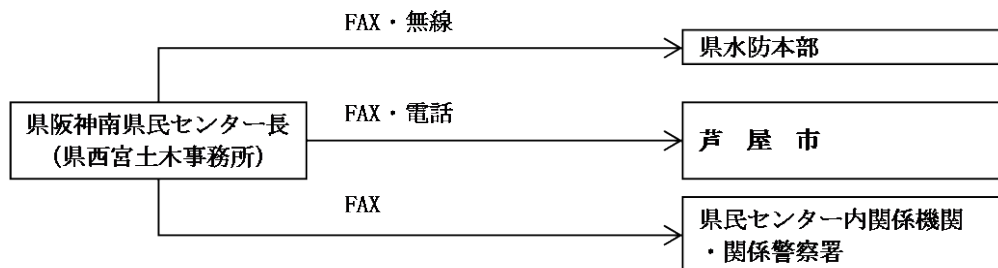 FAX・無線
県水防本部
県阪神南県民センター長
（県西宮土木事務所）
FAX・電話
芦　屋　市
FAX
県民センター内関係機関
・関係警察署